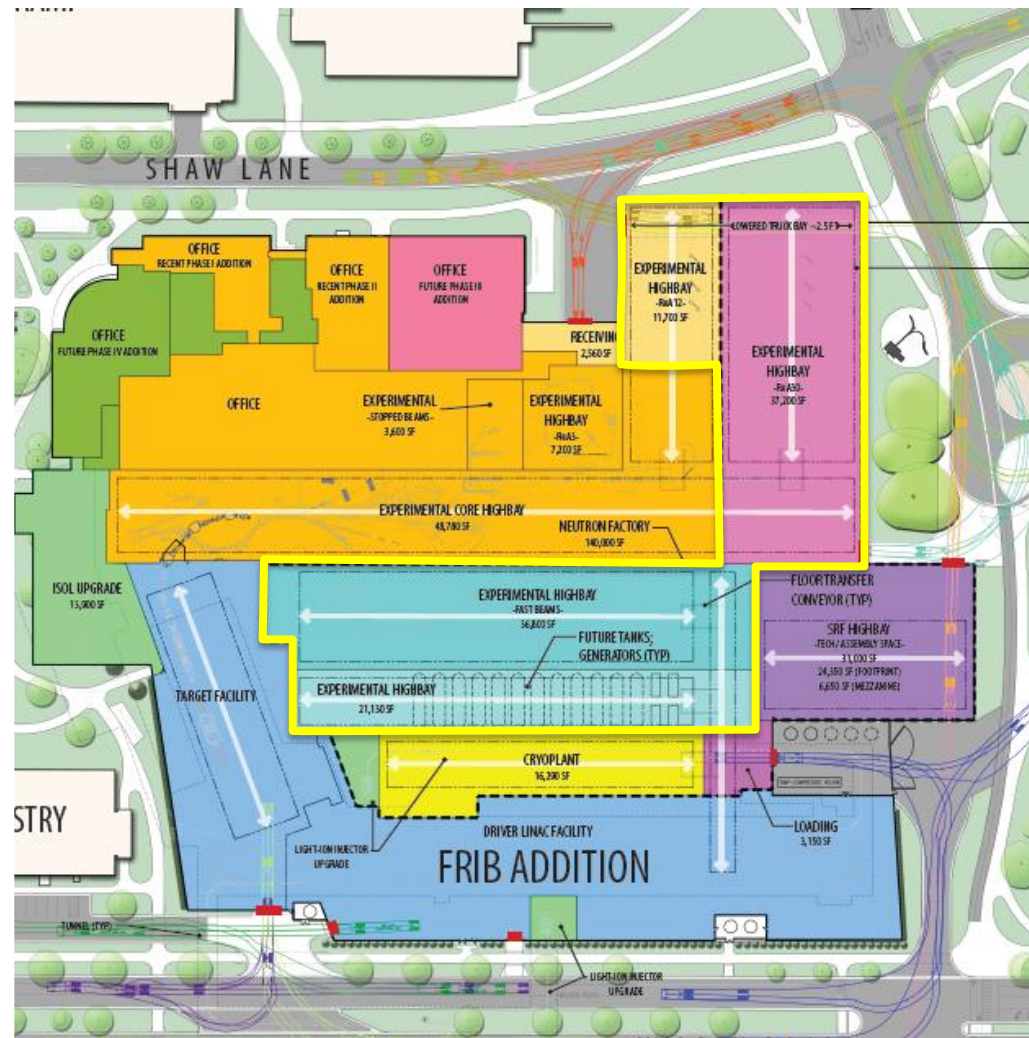 SHAW LANE
LOWERED TRUCK BAY ~2.5 F
OFFICE
RECENT PHASE I ADDITION
OFFICE
RECENT PHASE II
ADDITION
OFFICE
FUTURE PHASE III
ADDITION
EXPERIMENTAL
HIGHBAY
-ReA12-
11,700 SF
OFFICE
FUTURE PHASE IV ADDITION
RECEIVING
2,560 SF
EXPERIMENTAL
HIGHBAY
-ReA30-
37,200 SF
OFFICE
EXPERIMENTAL
-STOPPED BEAMS-
3,600 SF
EXPERIMENTAL
HIGHBAY
-ReA3-
7,200 SF
EXPERIMENTAL CORE HIGHBAY
48,780 SF
NEUTRON FACTORY
140,000 SF
ISOL UPGRADE
13,900 SF
EXPERIMENTAL HIGHBAY
-FAST BEAMS-
36,800 SF
FLOOR TRANSFER
CONVEYOR (TYP)
FUTURE TANKS;
GENERATORS (TYP)
SRF HIGHBAY
-TECH / ASSEMBLY SPACE-
31,000 SF
24,350 SF (FOOTPRINT)
6,650 SF (MEZZANINE)
TARGET FACILITY
EXPERIMENTAL HIGHBAY
21,130 SF
CRYOPLANT
16,290 SF
STRY
LIGHT-ION INJECTOR
UPGRADE
DRIVER LINAC FACILITY
LOADING
3,150 SF
FRIB ADDITION
TUNNEL (TYP)
LIGHT-ION INJECTOR
UPGRADE